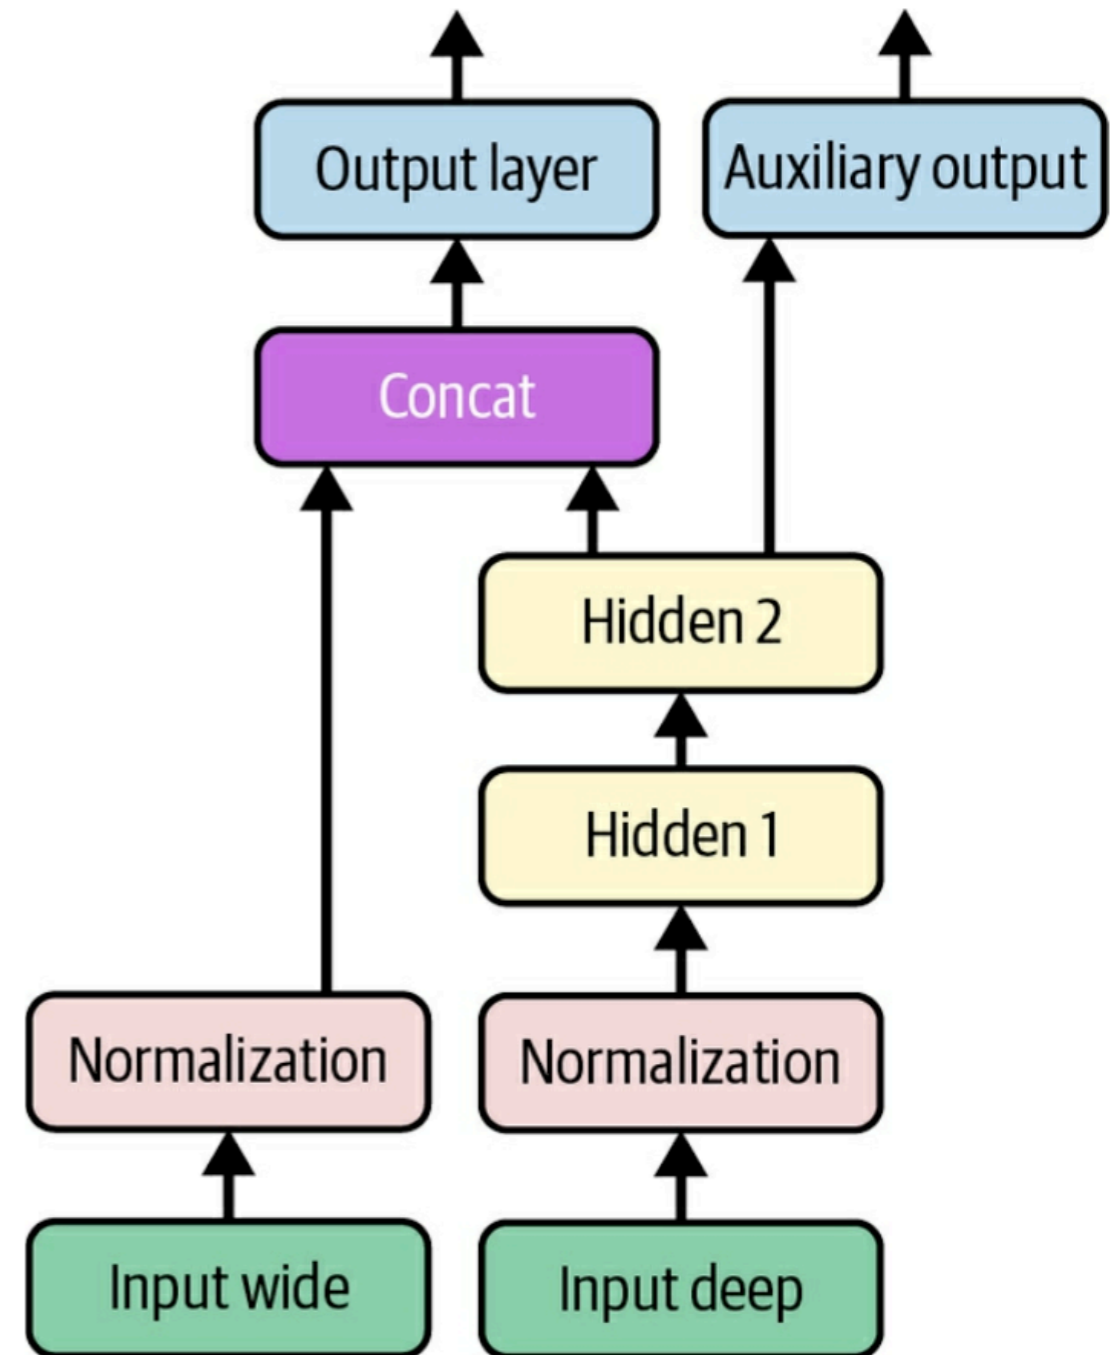 Output layer
Auxiliary output
Concat
Hidden 2
Hidden 1
Normalization
Normalization
Input wide
Input deep